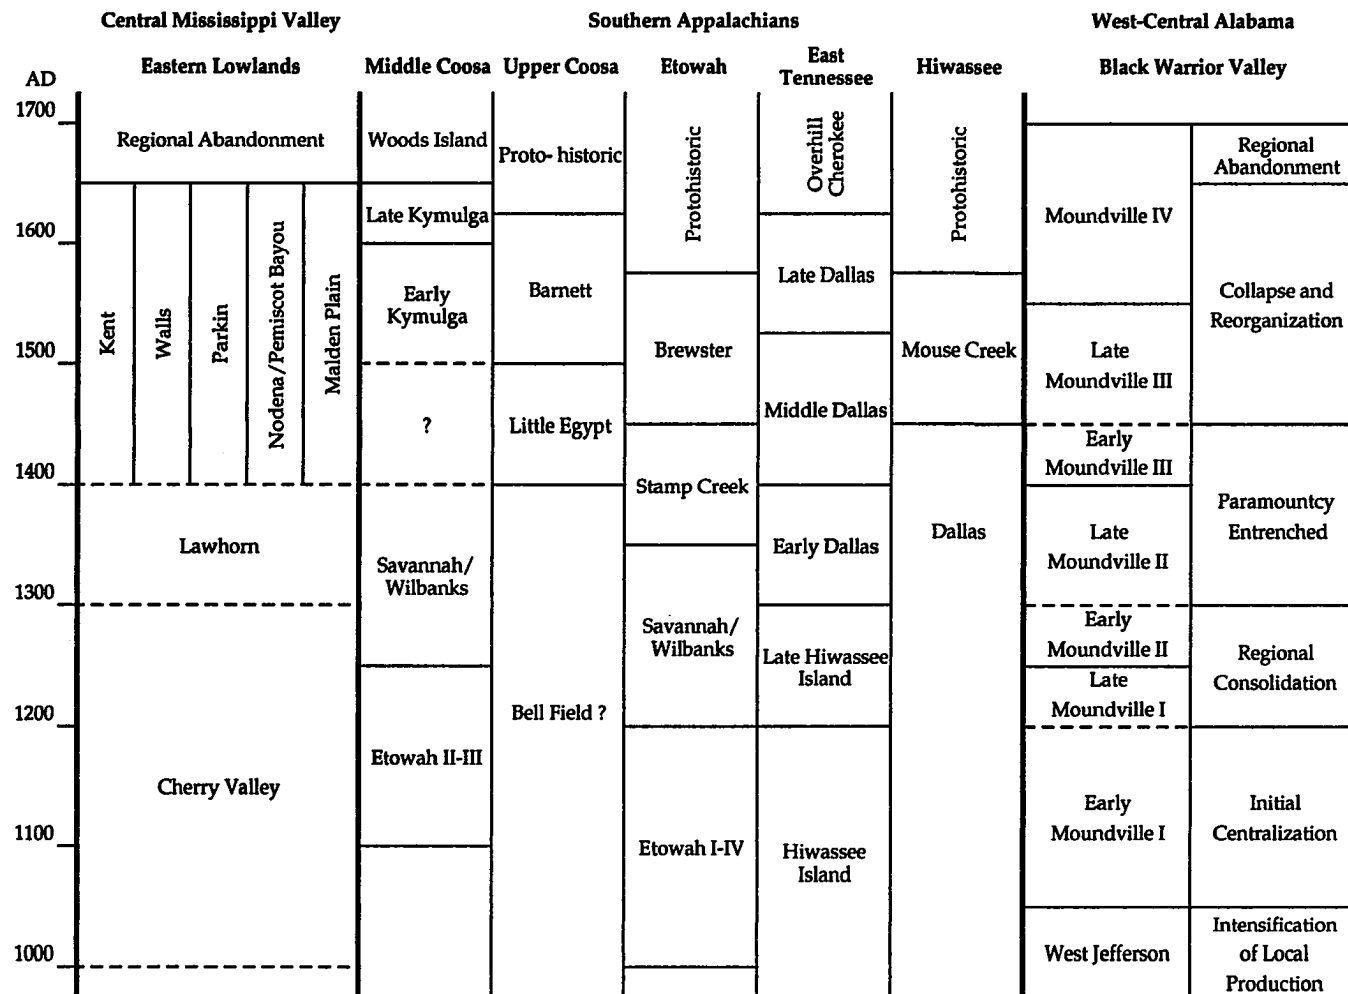 Central Mississippi Valley
Southern Appalachians
West-Central Alabama
AD
Eastern Lowlands
Middle Coosa
Upper Coosa
Etowah
East
Tennessee
Hiwassee
Black Warrior Valley
1700
1600
1500
1400
1300
1200
1100
1000
Regional Abandonment
Kent
Walls
Parkin
Nodena/Pemiscot Bayou
Malden Plain
Lawhorn
Cherry Valley
Woods Island
Late Kymulga
Early
Kymulga
?
Savannah/
Wilbanks
Etowah II-III
Proto- historic
Barnett
Little Egypt
Bell Field ?
Protohistoric
Brewster
Stamp Creek
Savannah/
Wilbanks
Etowah I-IV
Overhill
Cherokee
Late Dallas
Middle Dallas
Early Dallas
Late Hiwassee
Island
Hiwassee
Island
Protohistoric
Mouse Creek
Dallas
Moundville IV
Late
Moundville III
Early
Moundville III
Late
Moundville II
Early
Moundville II
Late
Moundville I
Early
Moundville I
West Jefferson
Regional
Abandonment
Collapse and
Reorganization
Paramountcy
Entrenched
Regional
Consolidation
Initial
Centralization
Intensification
of Local
Production